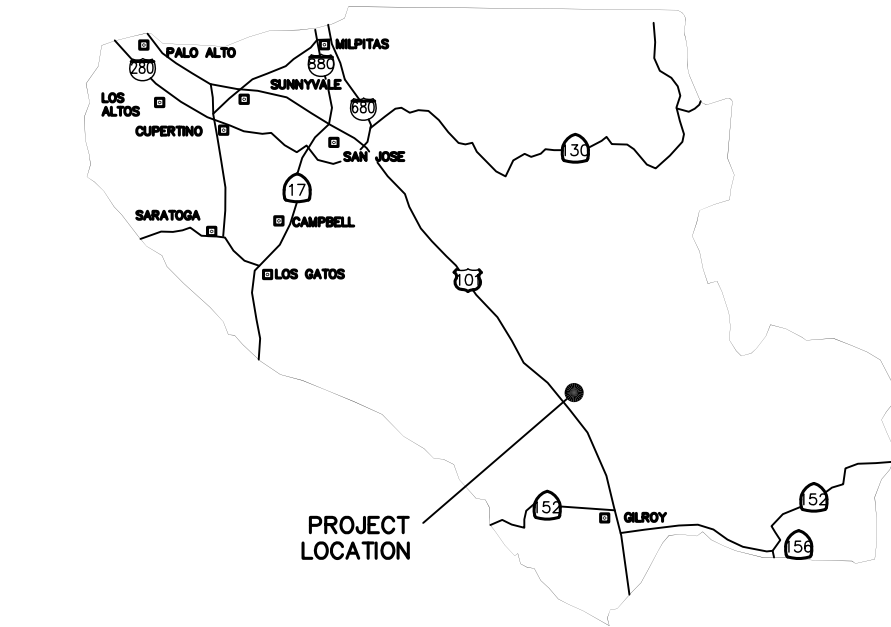 MILPITAS
PALO ALTO
280
880
SUNNYVALE
LOS
ALTOS
680
CUPERTINO
130
SAN JOSE
17
SARATOGA
CAMPBELL
LOS GATOS
101
152
152
GILROY
PROJECT
LOCATION
156